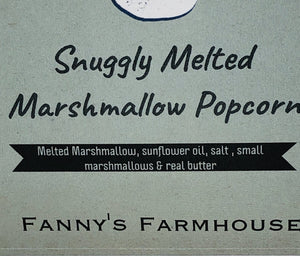 Snuggly Melted
Marshmallow Popcorn
Melted Marshmallow, sunflower oil, salt , small
marshmallows & real butter
FANNY'S FARMHOUSE